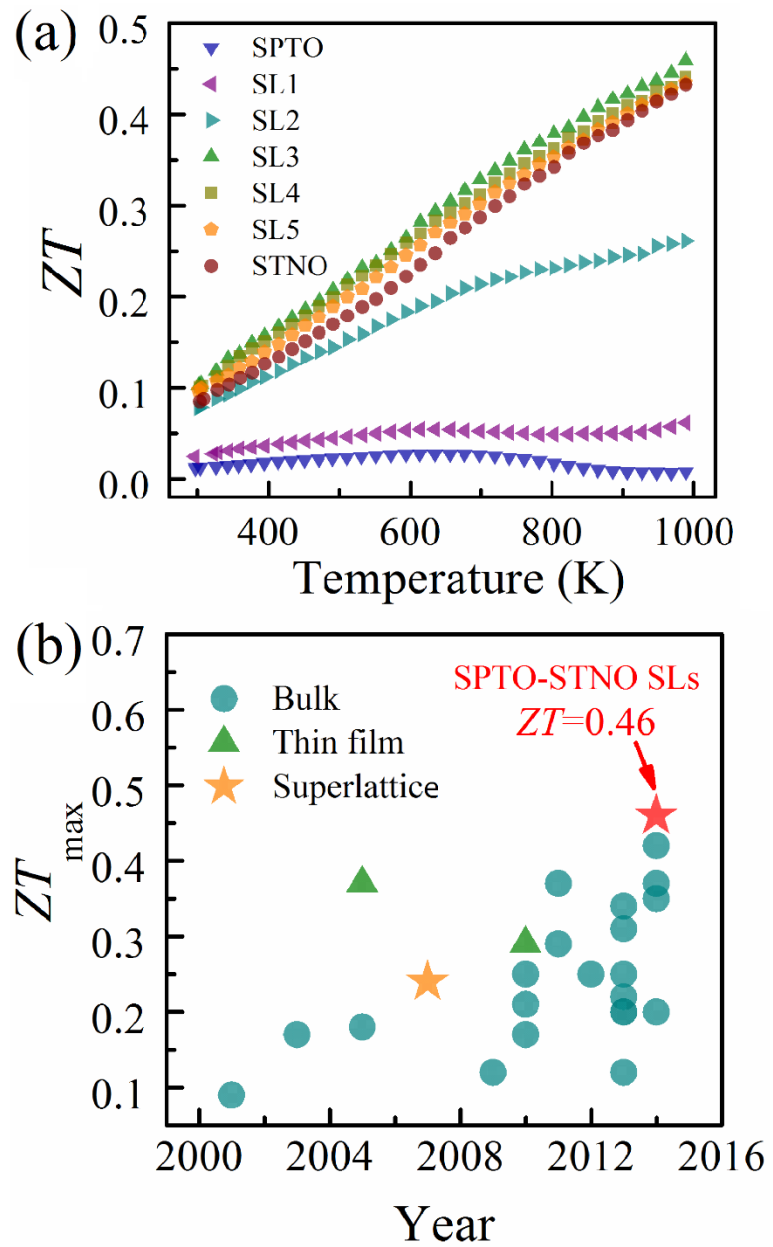 (a)
0.5
0.4
0.3
0.2
0.1
0.0
ZT
SPTO
SL1
SL2
SL3
SL4
SL5
STNO
400 600 800 1000
Temperature (K)
(b)
0.7
0.6
0.5
0.4
0.3
0.2
0.1
ZTmax
Bulk
Thin film
Superlattice
SPTO-STNO SLs
ZT=0.46
2000 2004 2008 2012 2016
Year